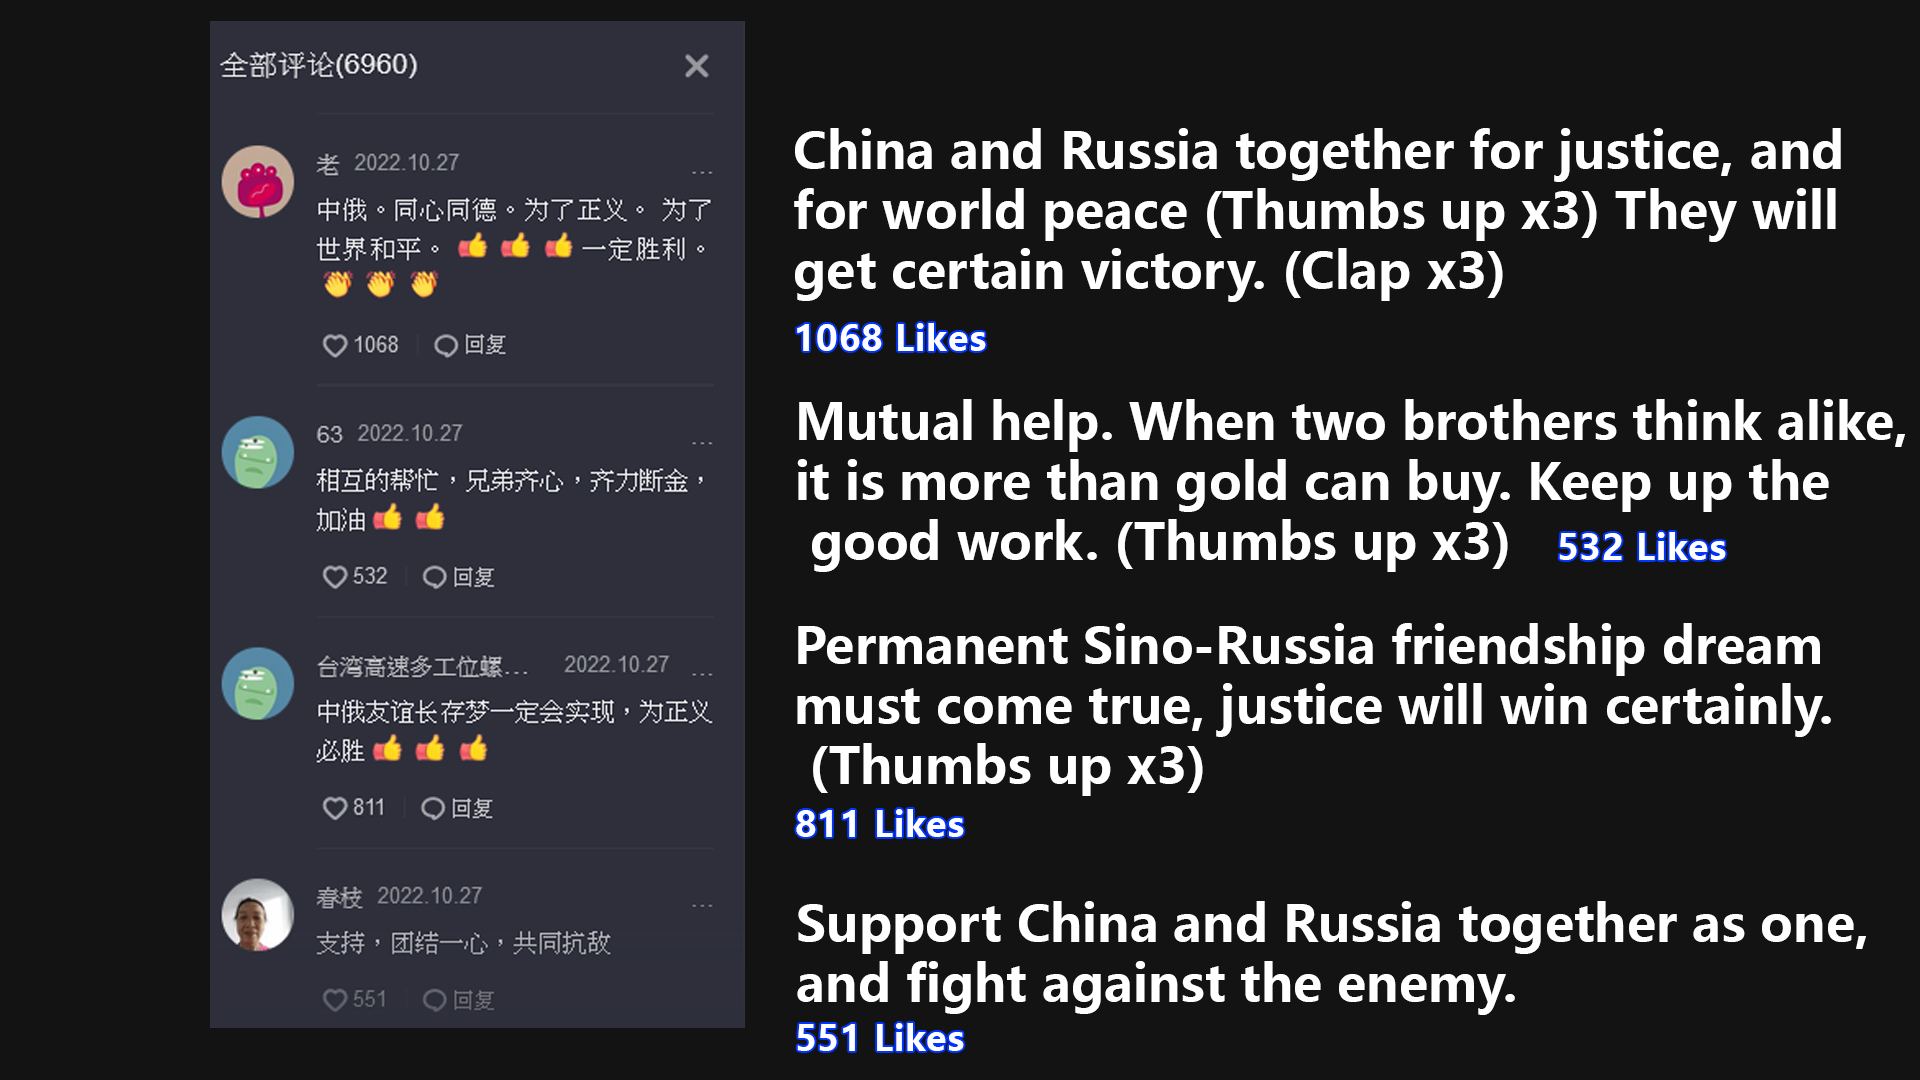 全部评论(6960)
老 2022.10.27
中俄。同心同德。为了正义。 为了
世界和平。 👍 👍 👍 一定胜利。
👏 👏 👏
1068 回复
63 2022.10.27
相互的帮忙，兄弟齐心，齐力断金，
加油 👍 👍
532 回复
台湾高速多工位螺... 2022.10.27
中俄友谊长存梦一定会实现，为正义
必胜 👍 👍 👍
811 回复
春枝 2022.10.27
支持，团结一心，共同抗敌
551 回复
China and Russia together for justice, and
for world peace (Thumbs up x3) They will
get certain victory. (Clap x3)
1068 Likes
Mutual help. When two brothers think alike,
it is more than gold can buy. Keep up the
good work. (Thumbs up x3) 532 Likes
Permanent Sino-Russia friendship dream
must come true, justice will win certainly.
(Thumbs up x3)
811 Likes
Support China and Russia together as one,
and fight against the enemy.
551 Likes